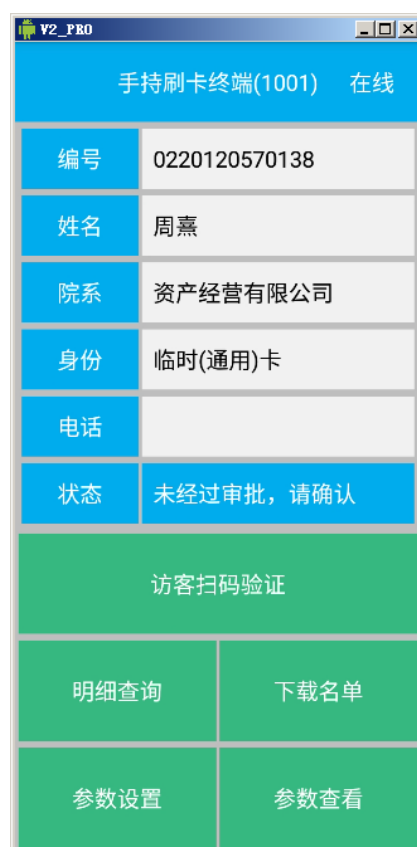 V2_PRO
手持刷卡终端(1001) 在线
编号 0220120570138
姓名 周熹
院系 资产经营有限公司
身份 临时(通用)卡
电话
状态 未经过审批，请确认
访客扫码验证
明细查询 下载名单
参数设置 参数查看